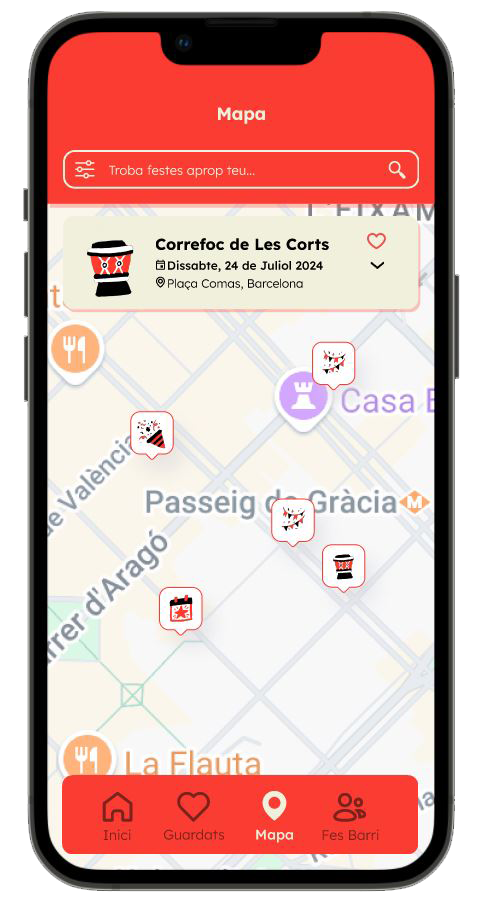 Mapa
Troba festes aprop teu...
L'EIXAM
Correfoc de Les Corts
Dissabte, 24 de Juliol 2024
Plaça Comas, Barcelona
Casa B
de València
Passeig de Gràcia
M
rrer d'Aragó
La Flauta
Inici
Guardats
Mapa
Fes Barri